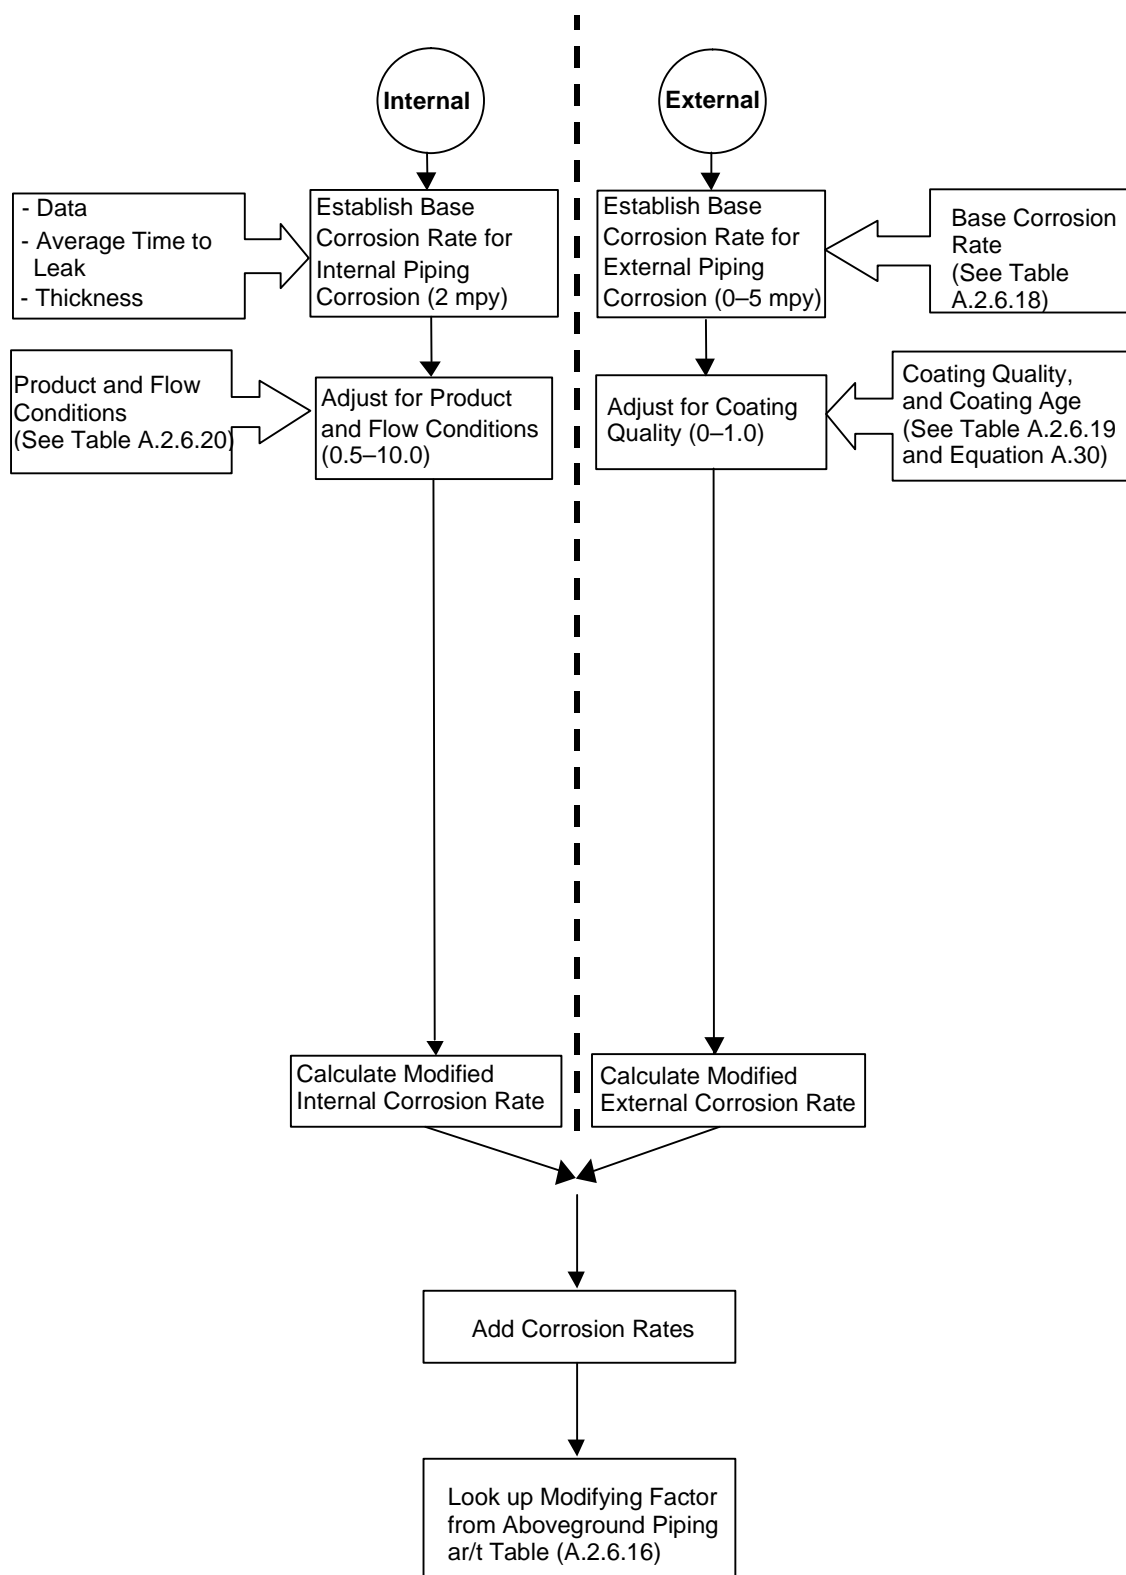 Internal
External
- Data
- Average Time to
Leak
- Thickness
Establish Base
Corrosion Rate for
Internal Piping
Corrosion (2 mpy)
Establish Base
Corrosion Rate for
External Piping
Corrosion (0–5 mpy)
Base Corrosion
Rate
(See Table
A.2.6.18)
Product and Flow
Conditions
(See Table A.2.6.20)
Adjust for Product
and Flow Conditions
(0.5–10.0)
Adjust for Coating
Quality (0–1.0)
Coating Quality,
and Coating Age
(See Table A.2.6.19
and Equation A.30)
Calculate Modified
Internal Corrosion Rate
Calculate Modified
External Corrosion Rate
Add Corrosion Rates
Look up Modifying Factor
from Aboveground Piping
ar/t Table (A.2.6.16)